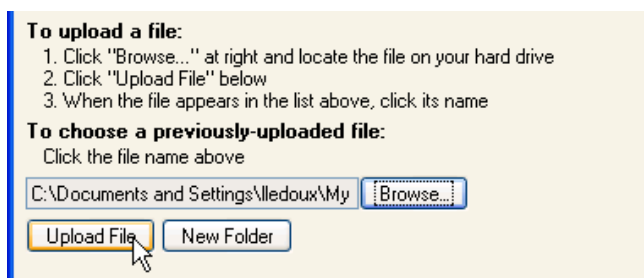 To upload a file:
1. Click "Browse..." at right and locate the file on your hard drive
2. Click "Upload File" below
3. When the file appears in the list above, click its name
To choose a previously-uploaded file:
Click the file name above
C:\Documents and Settings\lledoux\My Browse...
Upload File New Folder